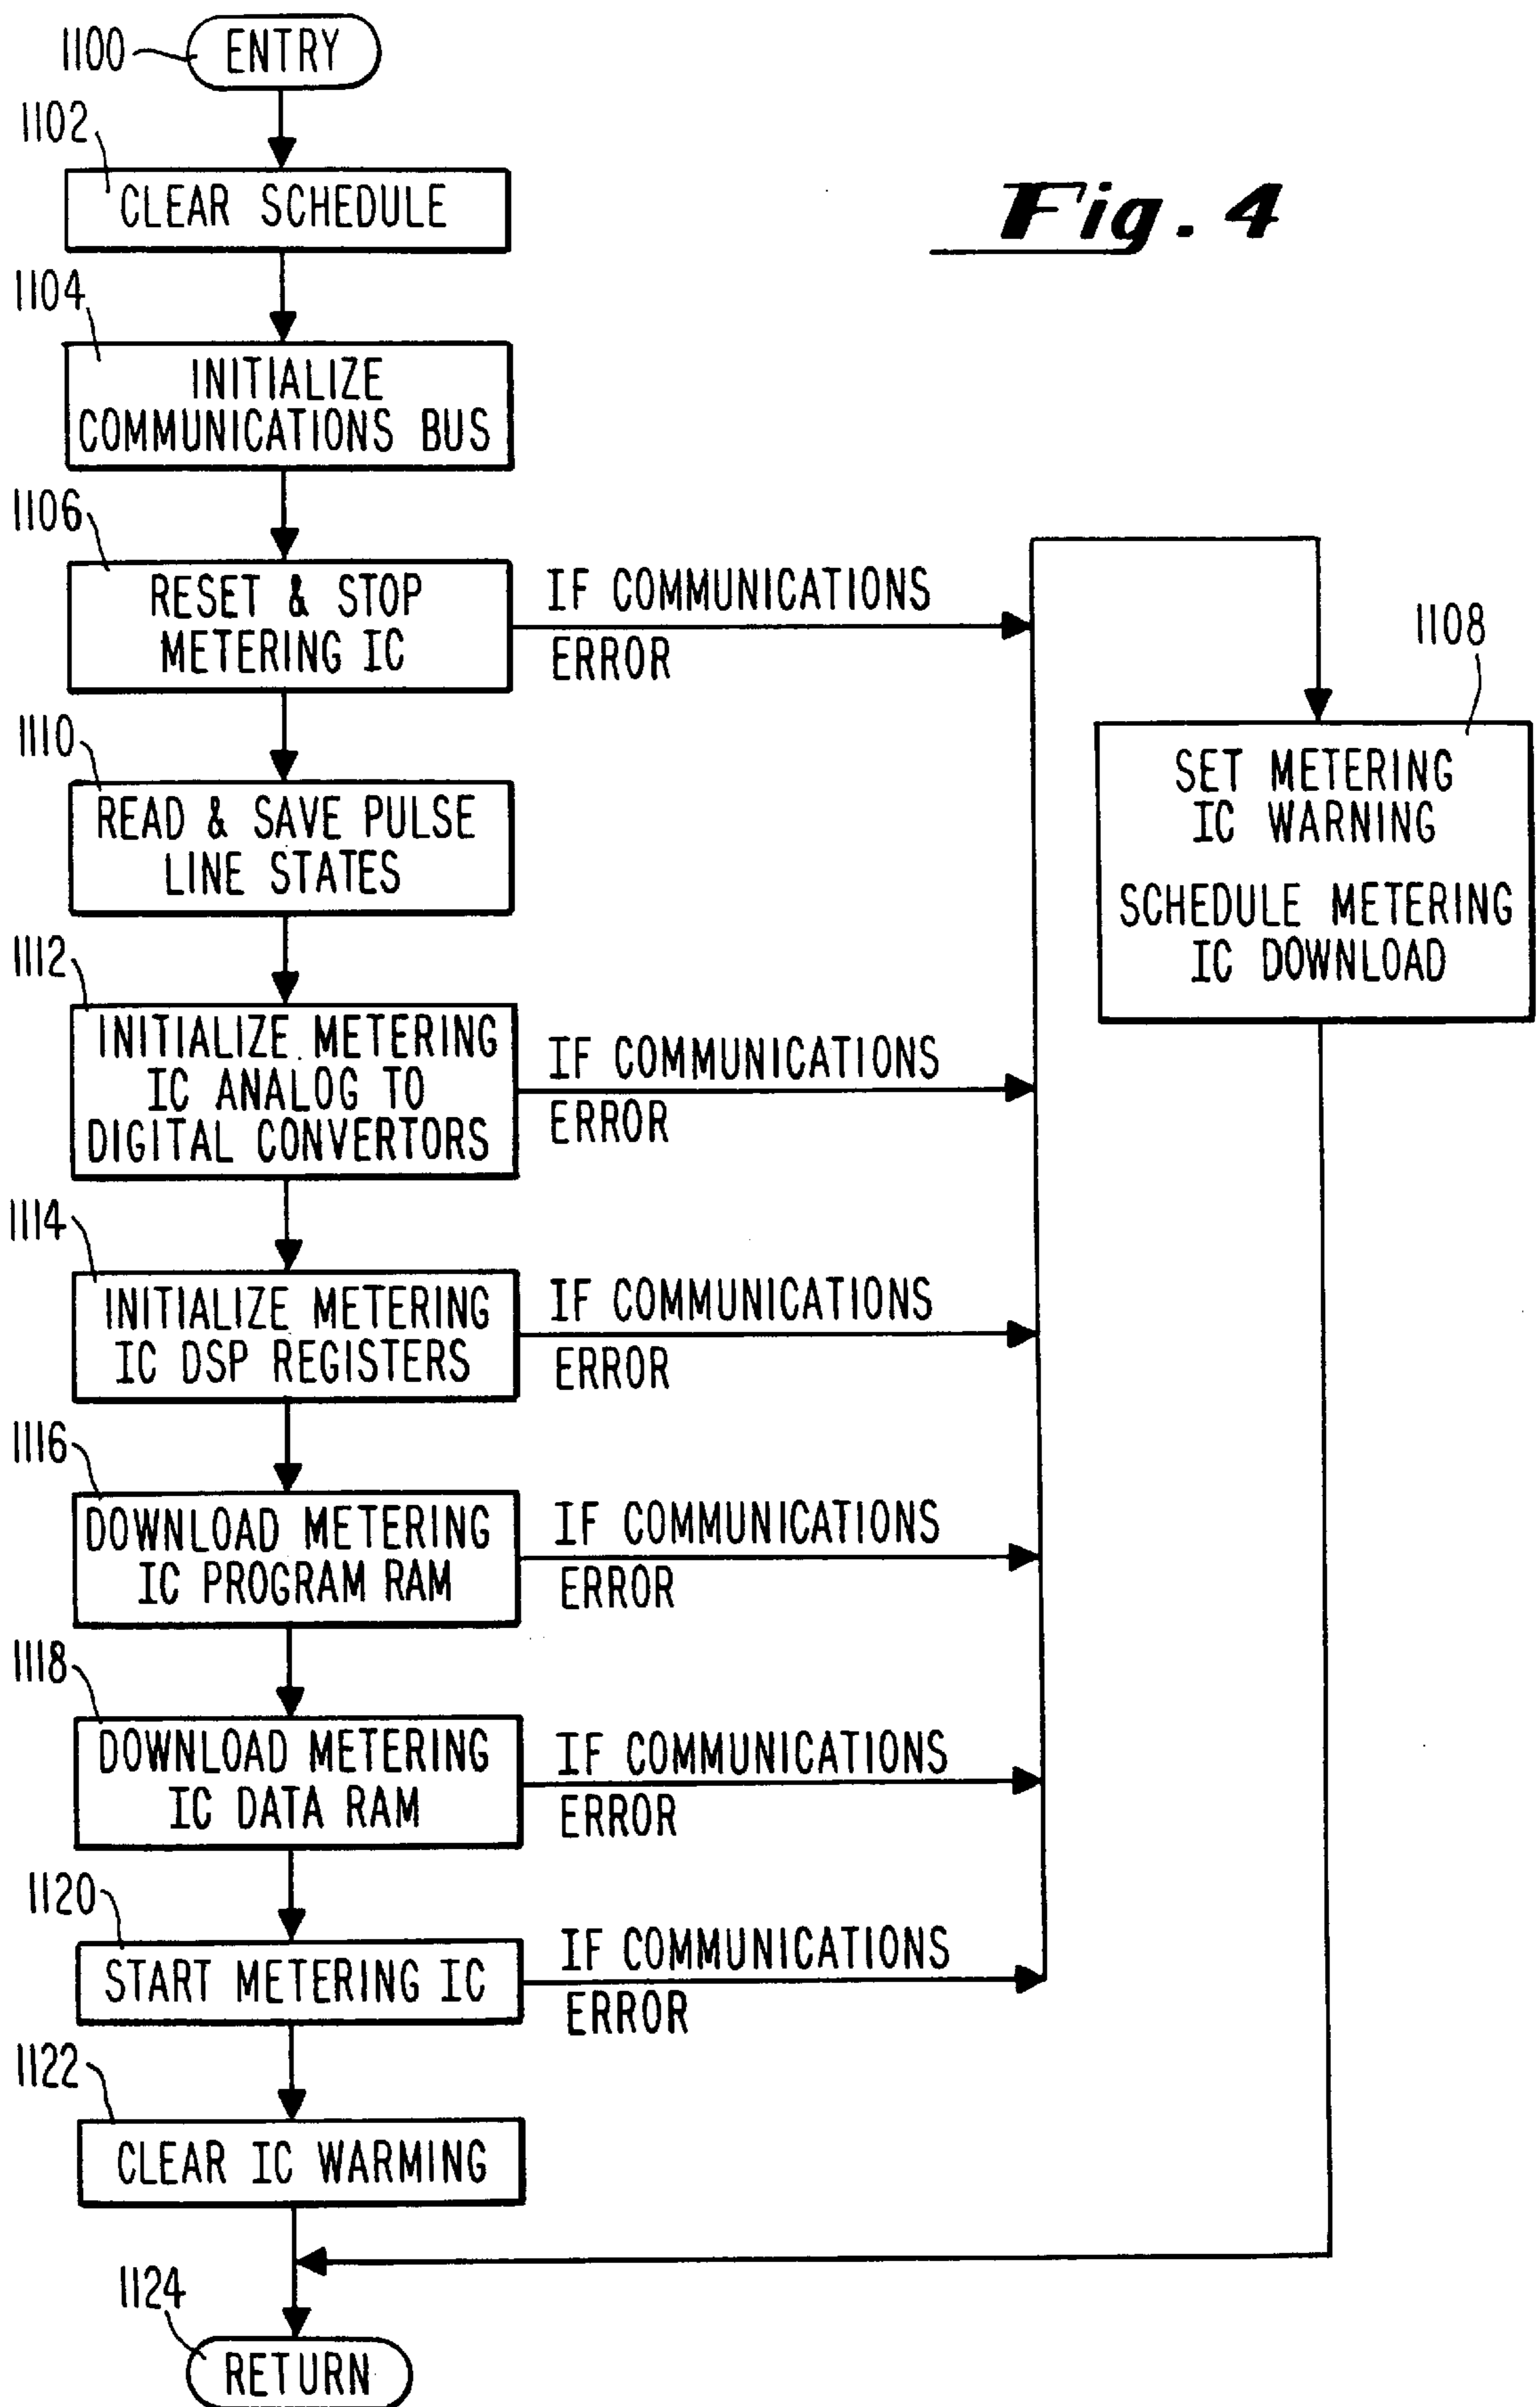 1100
ENTRY
1102
CLEAR SCHEDULE
Fig. 4
1104
INITIALIZE
COMMUNICATIONS BUS
1106
RESET & STOP
METERING IC
IF COMMUNICATIONS
ERROR
1108
SET METERING
IC WARNING
SCHEDULE METERING
IC DOWNLOAD
1110
READ & SAVE PULSE
LINE STATES
1112
INITIALIZE METERING
IC ANALOG TO
DIGITAL CONVERTORS
IF COMMUNICATIONS
ERROR
1114
INITIALIZE METERING
IC DSP REGISTERS
IF COMMUNICATIONS
ERROR
1116
DOWNLOAD METERING
IC PROGRAM RAM
IF COMMUNICATIONS
ERROR
1118
DOWNLOAD METERING
IC DATA RAM
IF COMMUNICATIONS
ERROR
1120
START METERING IC
IF COMMUNICATIONS
ERROR
1122
CLEAR IC WARMING
1124
RETURN